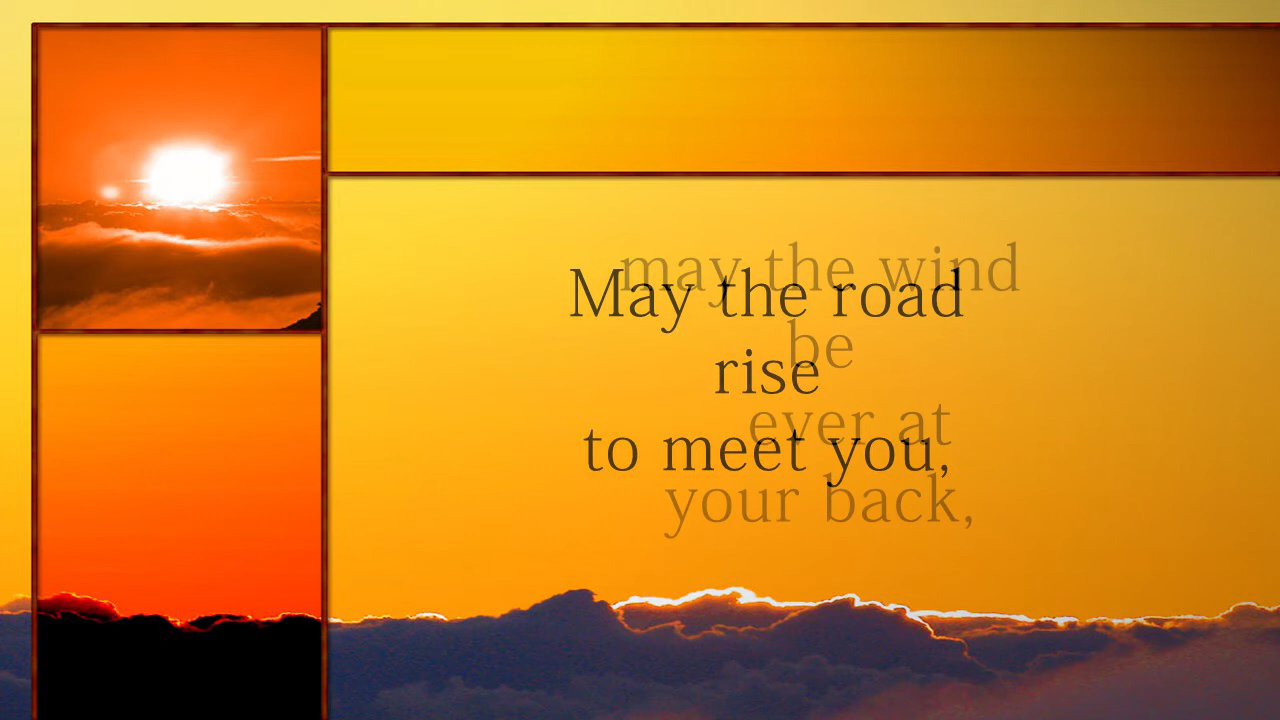 May the road
rise
to meet you,
may the wind
be
ever at
your back,